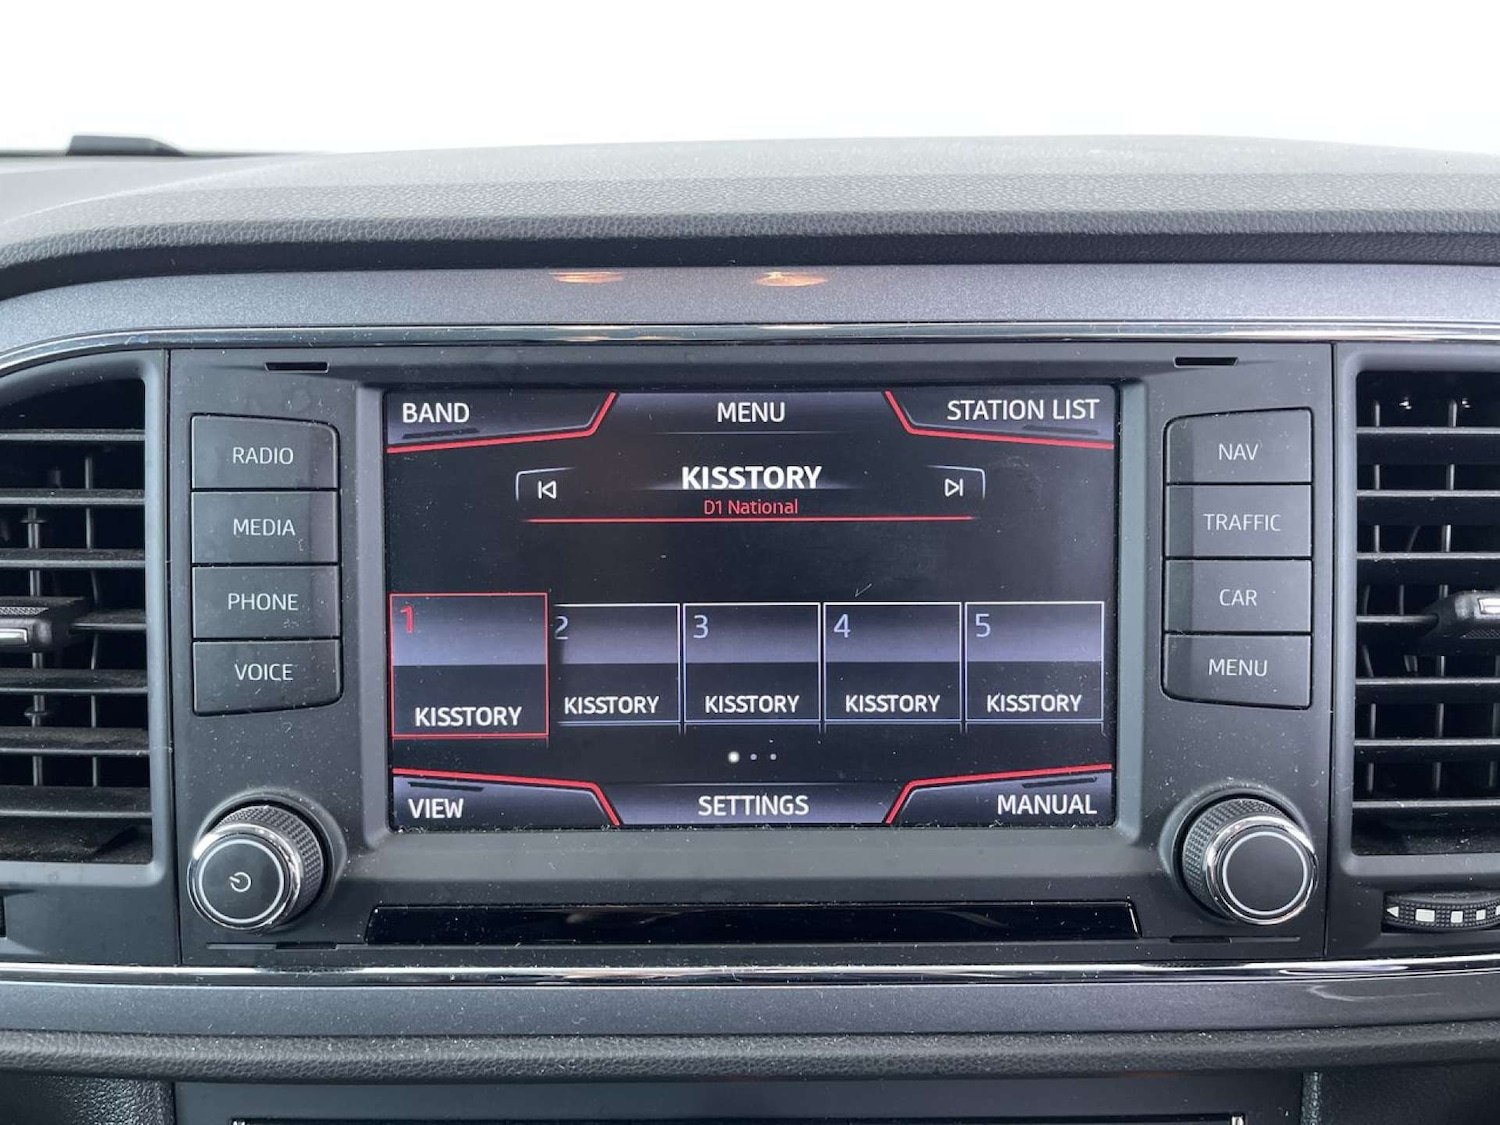 BAND
MENU
STATION LIST
KISSTORY
D1 National
1
2
3
4
5
KISSTORY
KISSTORY
KISSTORY
KISSTORY
KISSTORY
VIEW
SETTINGS
MANUAL
RADIO
MEDIA
PHONE
VOICE
NAV
TRAFFIC
CAR
MENU